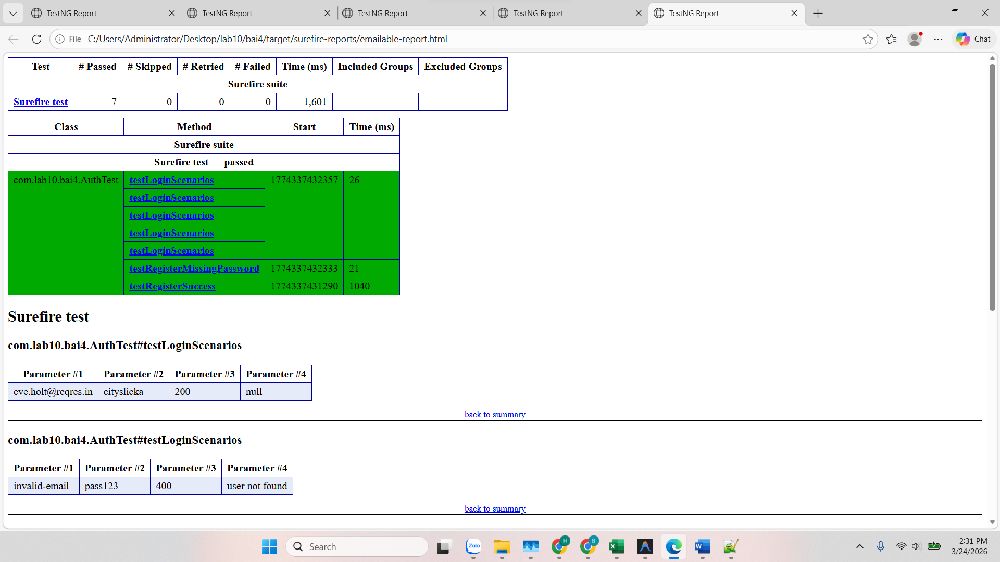 TestNG Report
TestNG Report
TestNG Report
TestNG Report
TestNG Report
File C:/Users/Administrator/Desktop/lab10/bai4/target/surefire-reports/emailable-report.html
Chat
Test # Passed # Skipped # Retried # Failed Time (ms) Included Groups Excluded Groups
Surefire suite
Surefire test 7 0 0 0 1,601
Class Method Start Time (ms)
Surefire suite
Surefire test — passed
com.lab10.bai4.AuthTest testLoginScenarios 1774337432357 26
testLoginScenarios
testLoginScenarios
testLoginScenarios
testLoginScenarios
testRegisterMissingPassword 1774337432333 21
testRegisterSuccess 1774337431290 1040
Surefire test
com.lab10.bai4.AuthTest#testLoginScenarios
Parameter #1 Parameter #2 Parameter #3 Parameter #4
eve.holt@reqres.in cityslicka 200 null
back to summary
com.lab10.bai4.AuthTest#testLoginScenarios
Parameter #1 Parameter #2 Parameter #3 Parameter #4
invalid-email pass123 400 user not found
back to summary
Search
Zalo
H
B
2:31 PM
3/24/2026